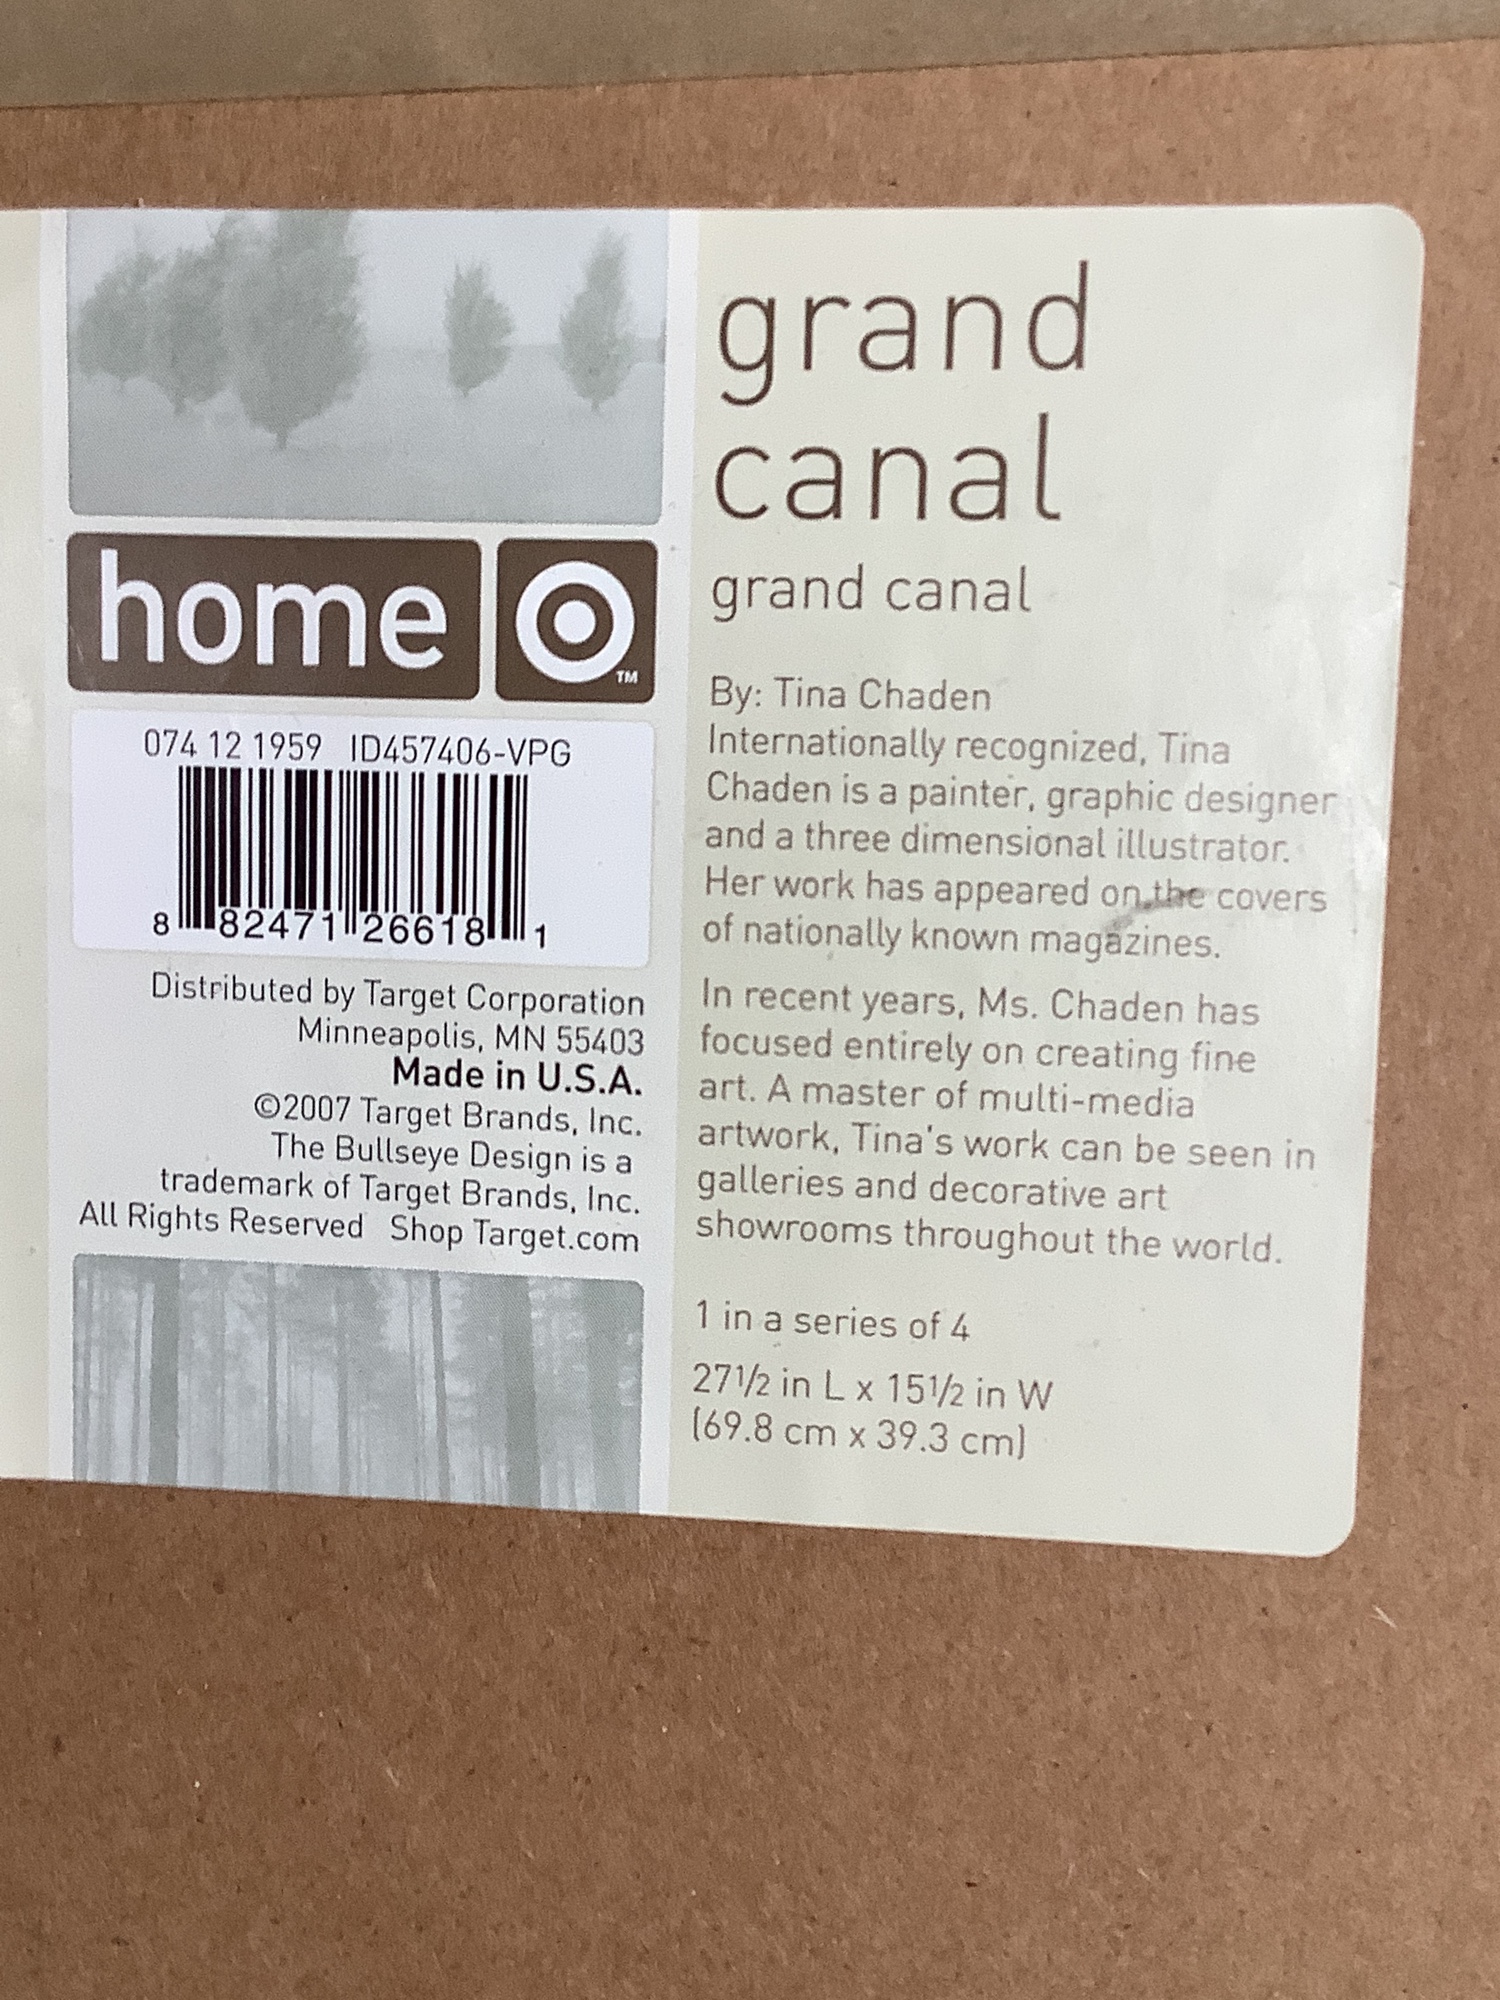 grand
canal
grand canal
By: Tina Chaden
Internationally recognized, Tina
Chaden is a painter, graphic designer
and a three dimensional illustrator.
Her work has appeared on the covers
of nationally known magazines.
In recent years, Ms. Chaden has
focused entirely on creating fine
art. A master of multi-media
artwork, Tina's work can be seen in
galleries and decorative art
showrooms throughout the world.
1 in a series of 4
27½ in L x 15½ in W
(69.8 cm x 39.3 cm)
home
TM
074 12 1959 ID457406-VPG
8 82471 26618 1
Distributed by Target Corporation
Minneapolis, MN 55403
Made in U.S.A.
©2007 Target Brands, Inc.
The Bullseye Design is a
trademark of Target Brands, Inc.
All Rights Reserved Shop Target.com